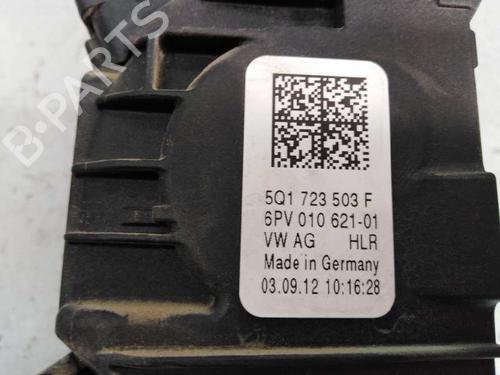 B-PARTS
5Q1 723 503 F
6PV 010 621-01
VW AG HLR
Made in Germany
03.09.12 10:16:28